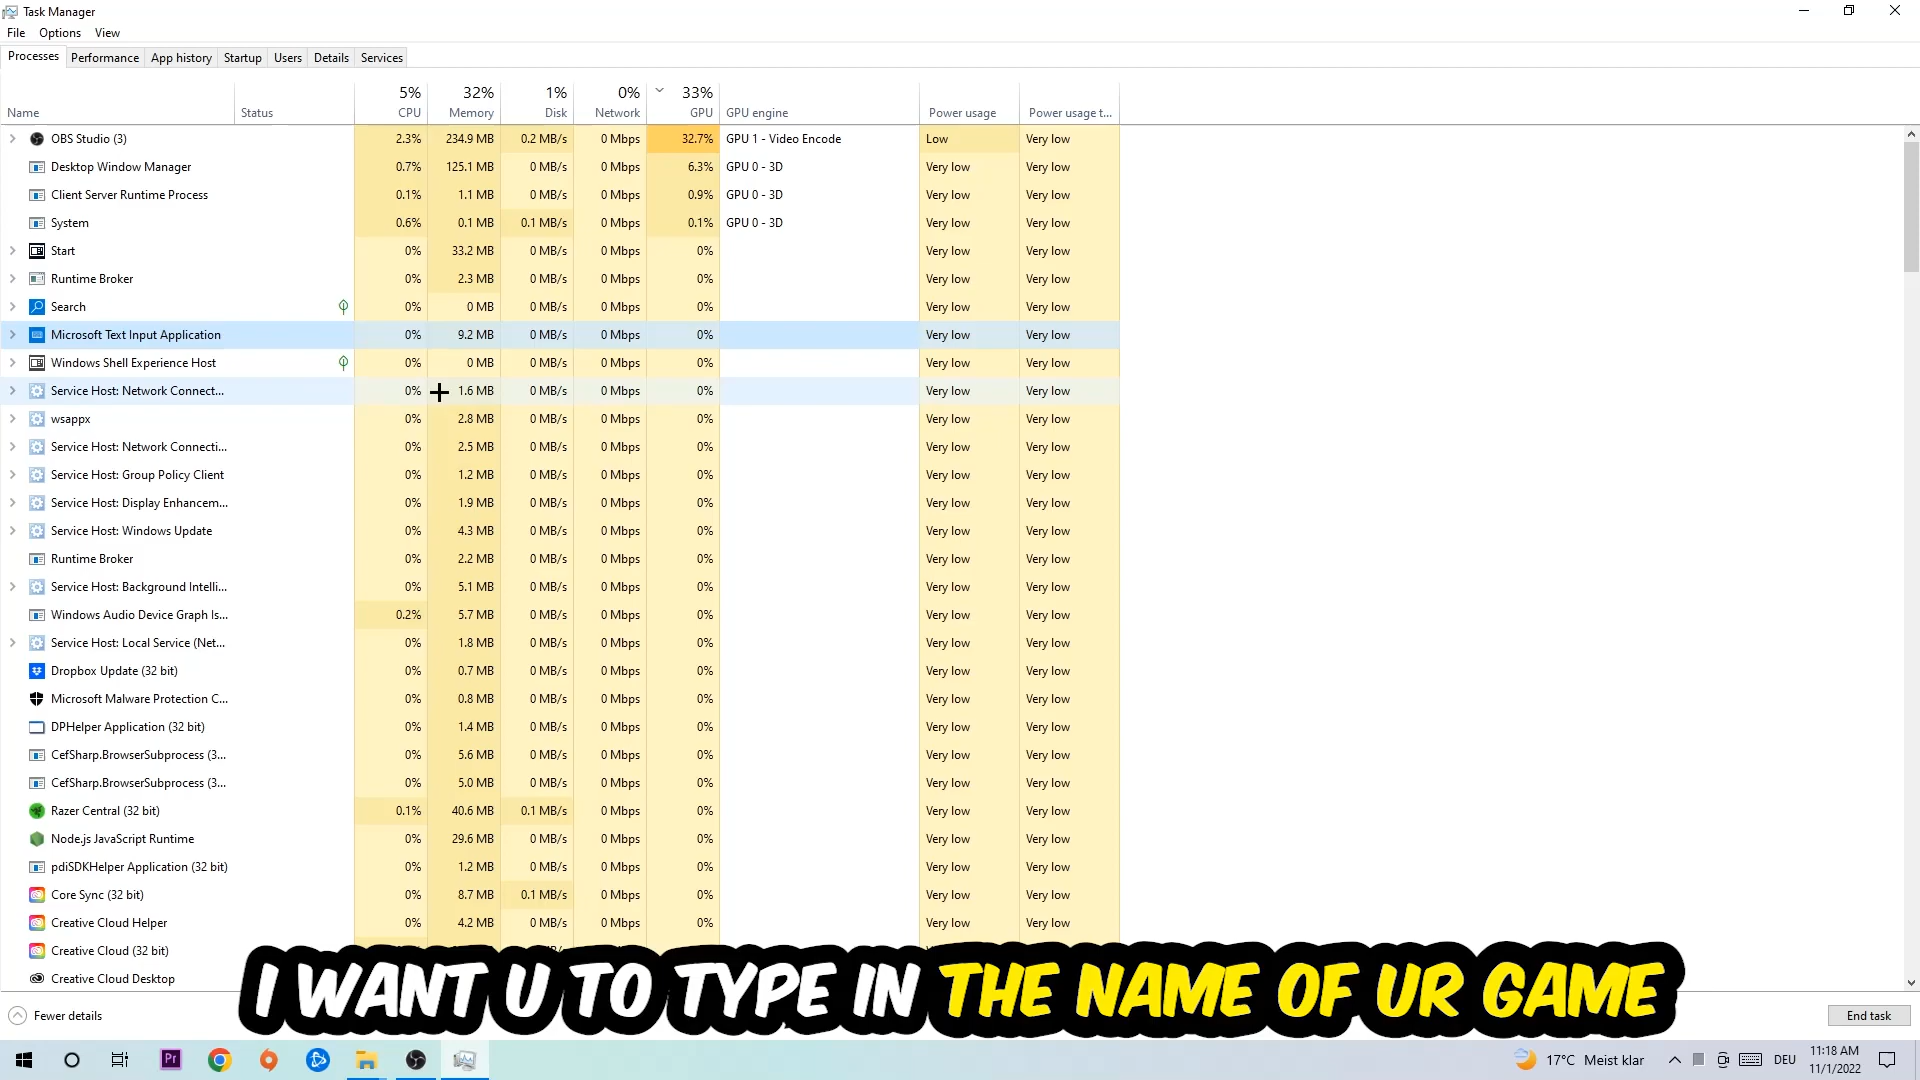 Task Manager
File Options View
Processes Performance App history Startup Users Details Services
5% 32% 1% 0% 33%
Name Status CPU Memory Disk Network GPU GPU engine Power usage Power usage t...
OBS Studio (3) 2.3% 234.9 MB 0.2 MB/s 0 Mbps 32.7% GPU 1 - Video Encode Low Very low
Desktop Window Manager 0.7% 125.1 MB 0 MB/s 0 Mbps 6.3% GPU 0 - 3D Very low Very low
Client Server Runtime Process 0.1% 1.1 MB 0 MB/s 0 Mbps 0.9% GPU 0 - 3D Very low Very low
System 0.6% 0.1 MB 0.1 MB/s 0 Mbps 0.1% GPU 0 - 3D Very low Very low
Start 0% 33.2 MB 0 MB/s 0 Mbps 0% Very low Very low
Runtime Broker 0% 2.3 MB 0 MB/s 0 Mbps 0% Very low Very low
Search 0% 0 MB 0 MB/s 0 Mbps 0% Very low Very low
Microsoft Text Input Application 0% 9.2 MB 0 MB/s 0 Mbps 0% Very low Very low
Windows Shell Experience Host 0% 0 MB 0 MB/s 0 Mbps 0% Very low Very low
Service Host: Network Connect... 0% 1.6 MB 0 MB/s 0 Mbps 0% Very low Very low
wsappx 0% 2.8 MB 0 MB/s 0 Mbps 0% Very low Very low
Service Host: Network Connecti... 0% 2.5 MB 0 MB/s 0 Mbps 0% Very low Very low
Service Host: Group Policy Client 0% 1.2 MB 0 MB/s 0 Mbps 0% Very low Very low
Service Host: Display Enhancem... 0% 1.9 MB 0 MB/s 0 Mbps 0% Very low Very low
Service Host: Windows Update 0% 4.3 MB 0 MB/s 0 Mbps 0% Very low Very low
Runtime Broker 0% 2.2 MB 0 MB/s 0 Mbps 0% Very low Very low
Service Host: Background Intelli... 0% 5.1 MB 0 MB/s 0 Mbps 0% Very low Very low
Windows Audio Device Graph Is... 0.2% 5.7 MB 0 MB/s 0 Mbps 0% Very low Very low
Service Host: Local Service (Net... 0% 1.8 MB 0 MB/s 0 Mbps 0% Very low Very low
Dropbox Update (32 bit) 0% 0.7 MB 0 MB/s 0 Mbps 0% Very low Very low
Microsoft Malware Protection C... 0% 0.8 MB 0 MB/s 0 Mbps 0% Very low Very low
DPHelper Application (32 bit) 0% 1.4 MB 0 MB/s 0 Mbps 0% Very low Very low
CefSharp.BrowserSubprocess (3... 0% 5.6 MB 0 MB/s 0 Mbps 0% Very low Very low
CefSharp.BrowserSubprocess (3... 0% 5.0 MB 0 MB/s 0 Mbps 0% Very low Very low
Razer Central (32 bit) 0.1% 40.6 MB 0.1 MB/s 0 Mbps 0% Very low Very low
Node.js JavaScript Runtime 0% 29.6 MB 0 MB/s 0 Mbps 0% Very low Very low
pdiSDKHelper Application (32 bit) 0% 1.2 MB 0 MB/s 0 Mbps 0% Very low Very low
Core Sync (32 bit) 0% 8.7 MB 0.1 MB/s 0 Mbps 0% Very low Very low
Creative Cloud Helper 0% 4.2 MB 0 MB/s 0 Mbps 0% Very low Very low
Creative Cloud (32 bit)
Creative Cloud Desktop
I WANT U TO TYPE IN THE NAME OF UR GAME
Fewer details End task
Pr 17°C Meist klar DEU 11:18 AM
11/1/2022